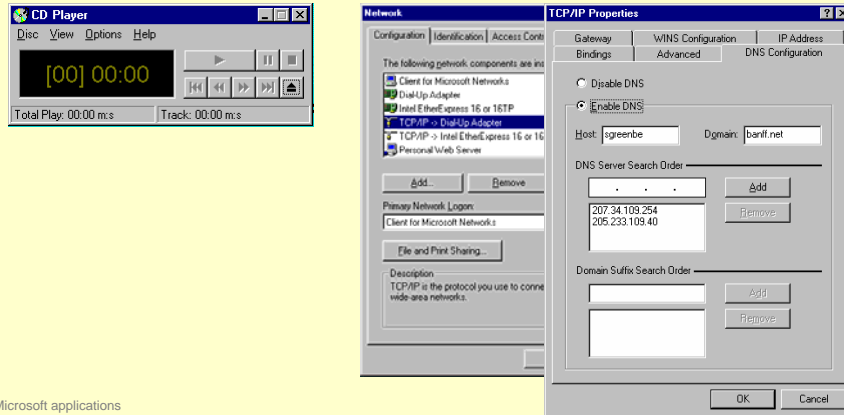 CD Player
Disc View Options Help
[00] 00:00
Total Play: 00:00 m:s Track: 00:00 m:s
Network
Configuration Identification Access
The following network components are
Client for Microsoft Networks
Dial-Up Adapter
Intel EtherExpress 16 or 16TP
TCP/IP -> Dial-Up Adapter
TCP/IP -> Intel EtherExpress 16 or 16
Personal Web Server
Add... Remove
Primary Network Logon:
Client for Microsoft Networks
File and Print Sharing...
Description
TCP/IP is the protocol you use to
wide-area networks.
TCP/IP Properties
Gateway WINS Configuration IP Address
Bindings Advanced DNS Configuration
Disable DNS
Enable DNS
Host: sgreenbe Domain: banff.net
DNS Server Search Order
. . . Add
207.34.109.254 Remove
205.233.109.40
Domain Suffix Search Order
Add
Remove
OK Cancel
Microsoft applications